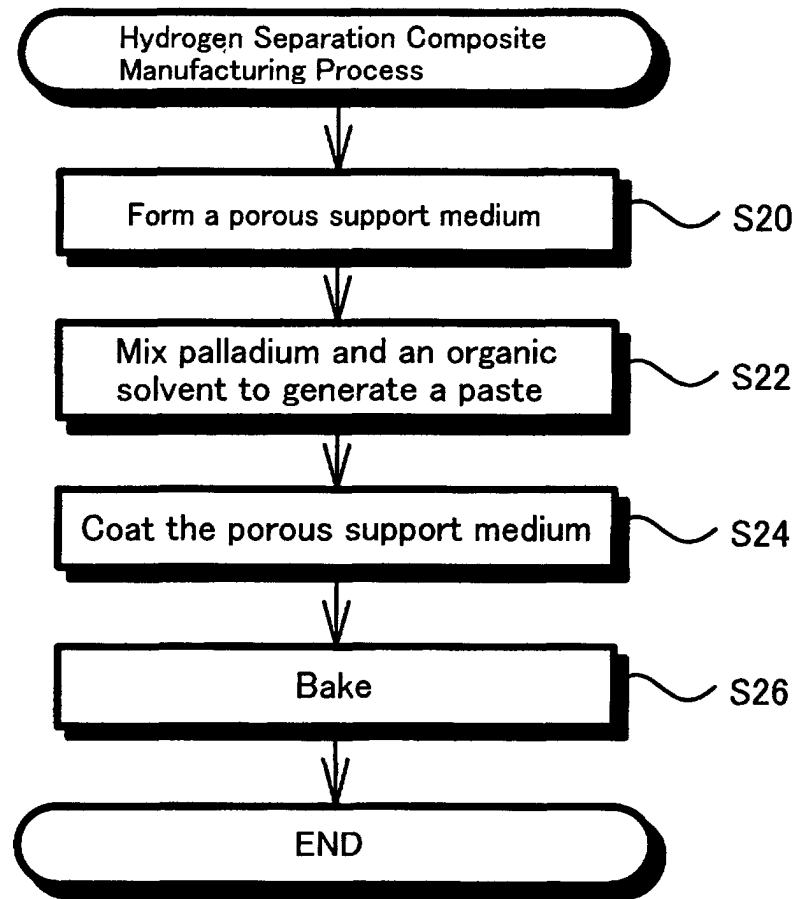 Hydrogen Separation Composite
Manufacturing Process
Form a porous support medium
S20
Mix palladium and an organic
solvent to generate a paste
S22
Coat the porous support medium
S24
Bake
S26
END